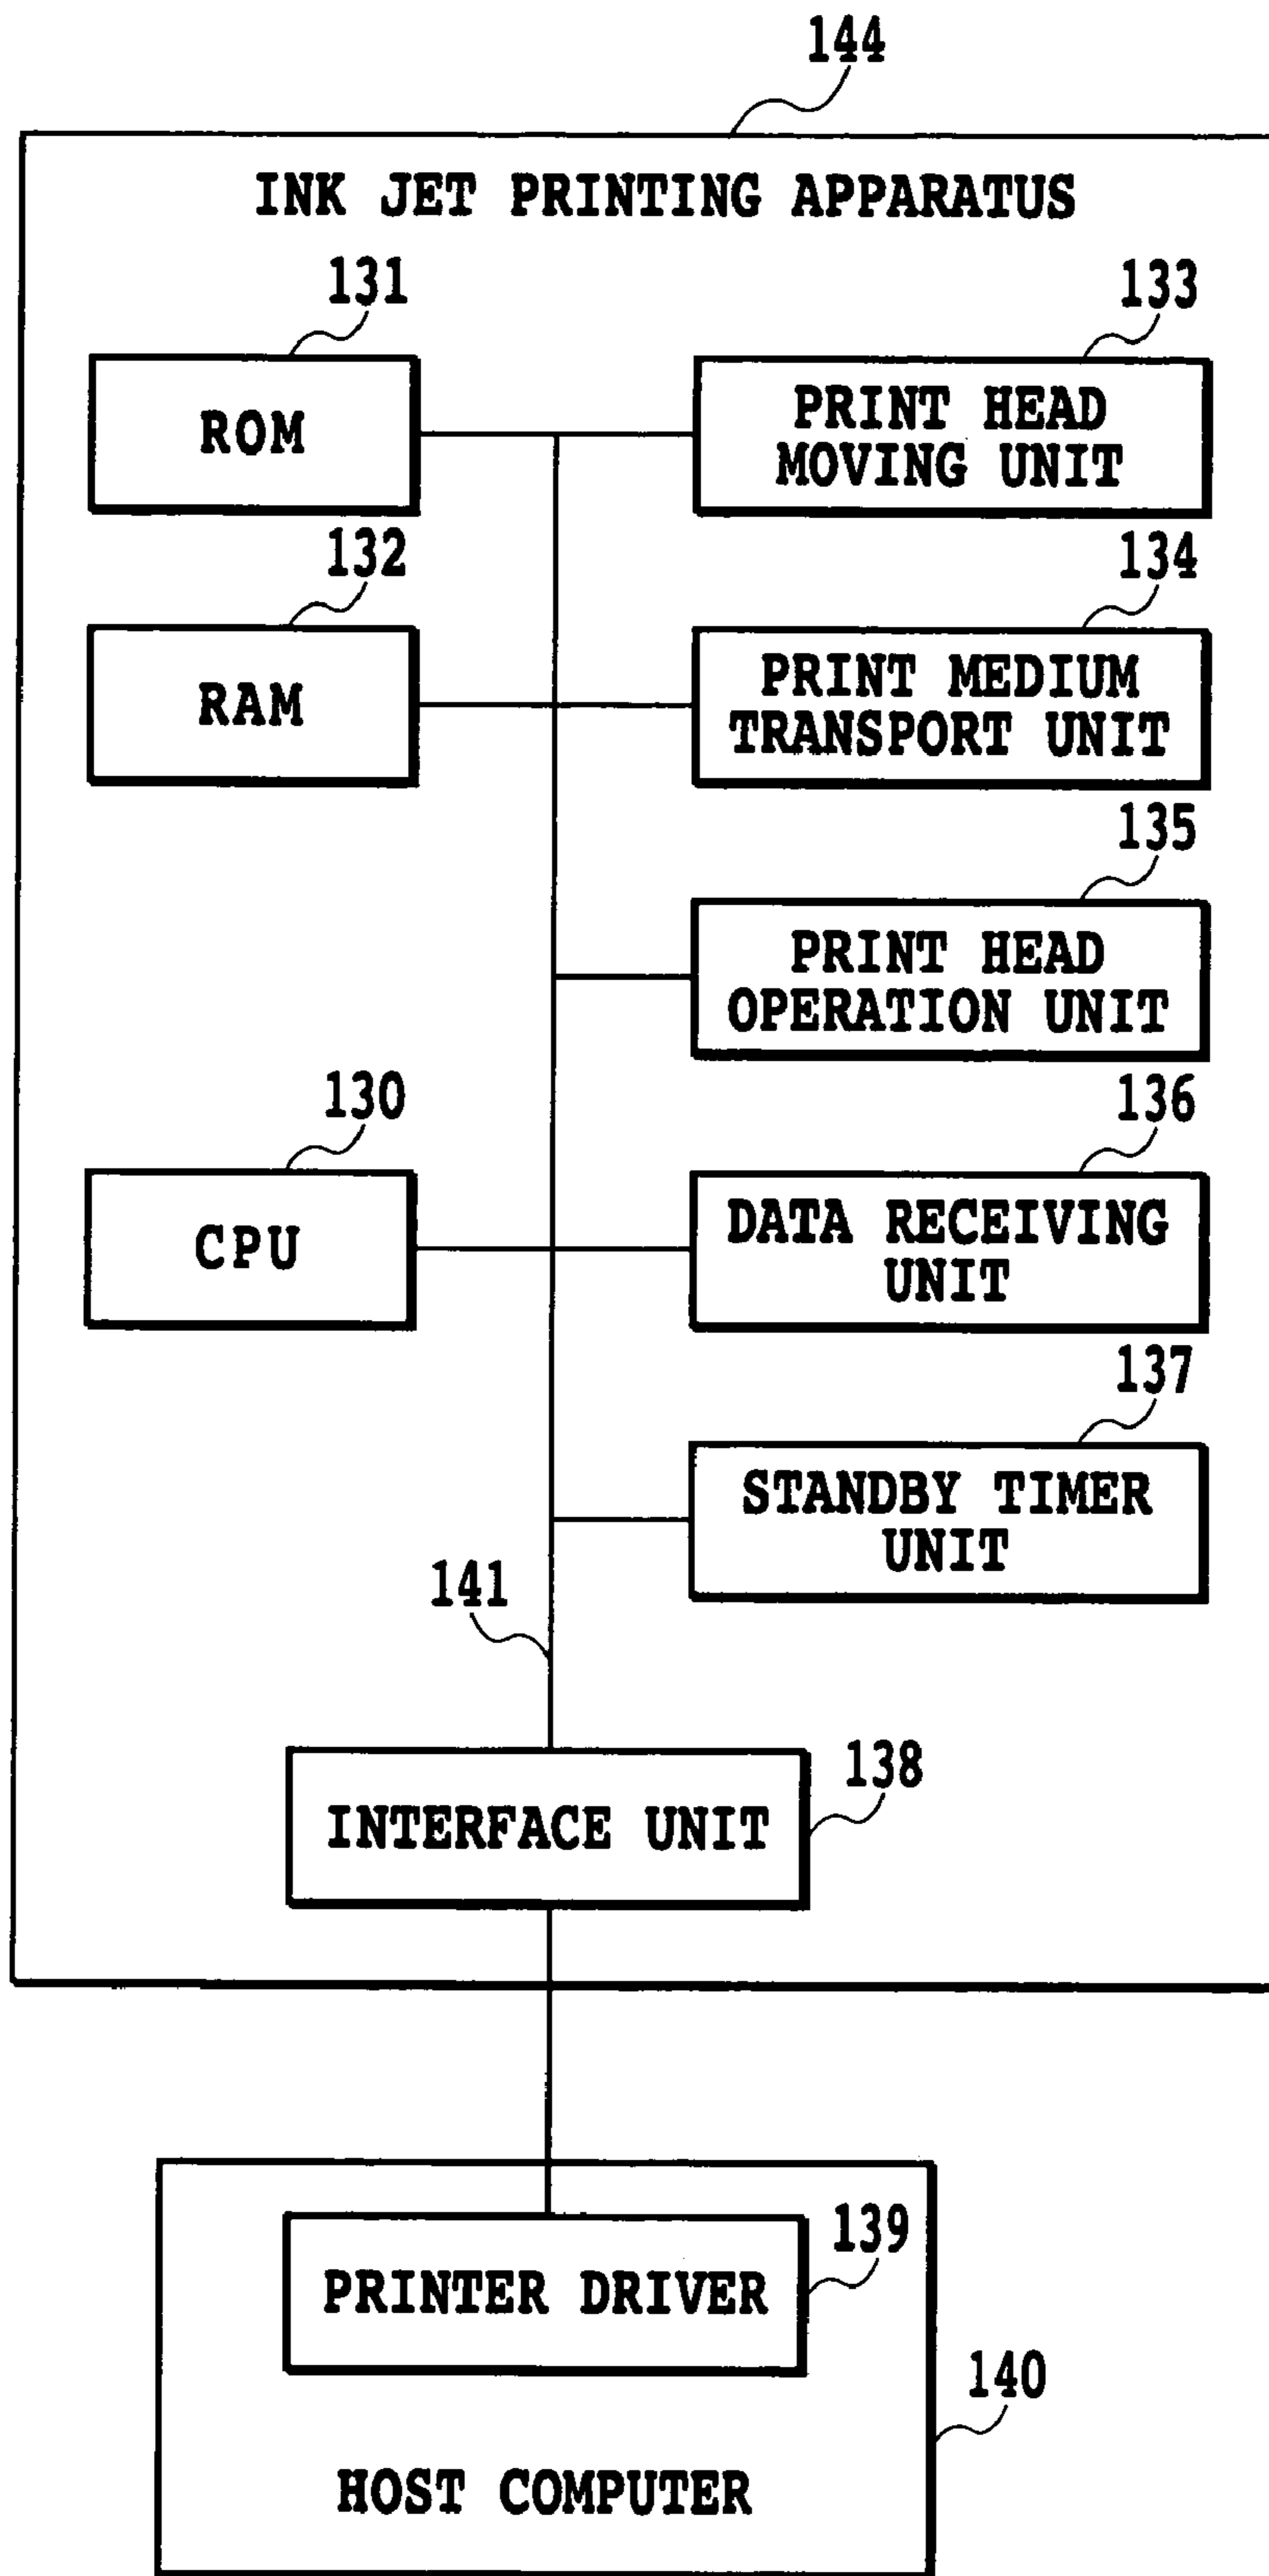 144
INK JET PRINTING APPARATUS
131
133
ROM
PRINT HEAD
MOVING UNIT
132
134
RAM
PRINT MEDIUM
TRANSPORT UNIT
135
PRINT HEAD
OPERATION UNIT
130
136
CPU
DATA RECEIVING
UNIT
137
STANDBY TIMER
UNIT
141
138
INTERFACE UNIT
139
PRINTER DRIVER
140
HOST COMPUTER